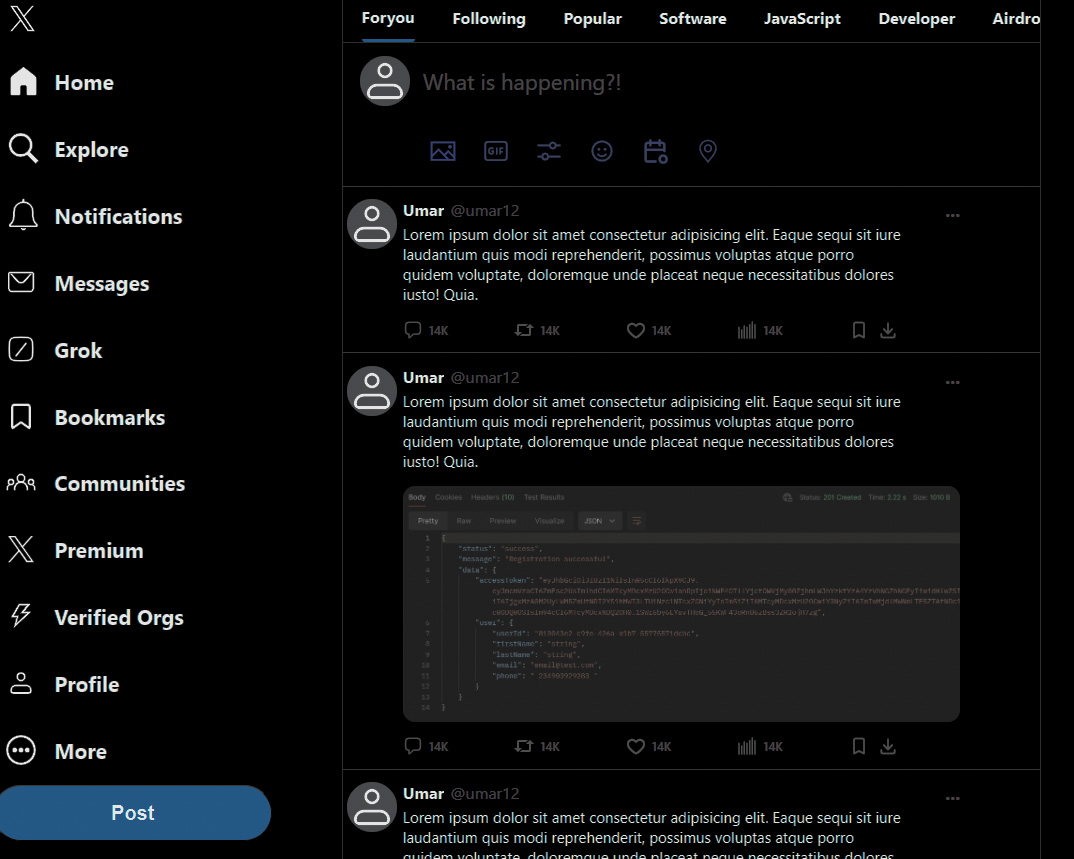 Foryou Following Popular Software JavaScript Developer Airdro
What is happening?!
GIF
Home
Explore
Notifications
Messages
Grok
Bookmarks
Communities
Premium
Verified Orgs
Profile
More
Post
Umar @umar12
Lorem ipsum dolor sit amet consectetur adipisicing elit. Eaque sequi sit iure
laudantium quis modi reprehenderit, possimus voluptas atque porro
quidem voluptate, doloremque unde placeat neque necessitatibus dolores
iusto! Quia.
14K 14K 14K 14K
Umar @umar12
Lorem ipsum dolor sit amet consectetur adipisicing elit. Eaque sequi sit iure
laudantium quis modi reprehenderit, possimus voluptas atque porro
quidem voluptate, doloremque unde placeat neque necessitatibus dolores
iusto! Quia.
Body Cookies Headers (10) Test Results Status: 201 Created Time: 2.22 s Size: 1010 B
Pretty Raw Preview Visualize JSON
1 {
2 "status": "success",
3 "message": "Registration successful",
4 "data": {
5 "accessToken":
6 "user": {
7 "userId":
8 "firstName": "string",
9 "lastName": "string",
10 "email": "email@test.com",
11 "phone":
12 }
13 }
14 }
14K 14K 14K 14K
Umar @umar12
Lorem ipsum dolor sit amet consectetur adipisicing elit. Eaque sequi sit iure
laudantium quis modi reprehenderit, possimus voluptas atque porro
quidem voluptate, doloremque unde placeat neque necessitatibus dolores